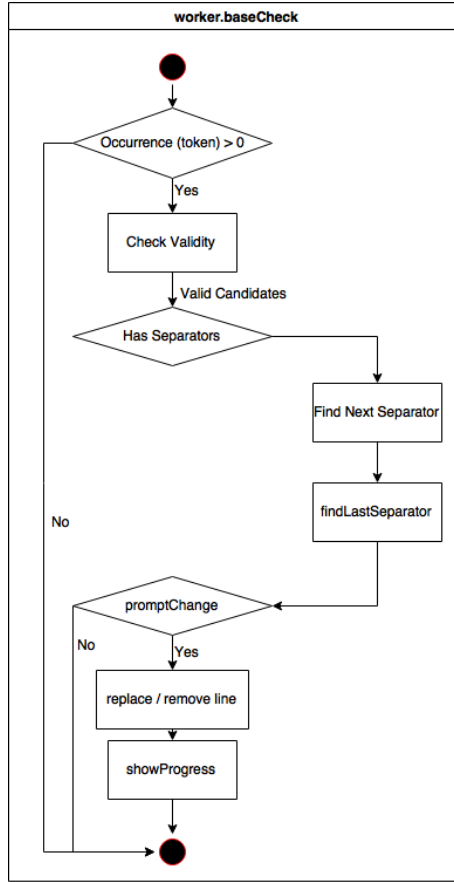 worker.baseCheck
Occurrence (token) > 0
Yes
Check Validity
Valid Candidates
Has Separators
Find Next Separator
findLastSeparator
No
promptChange
No
Yes
replace / remove line
showProgress